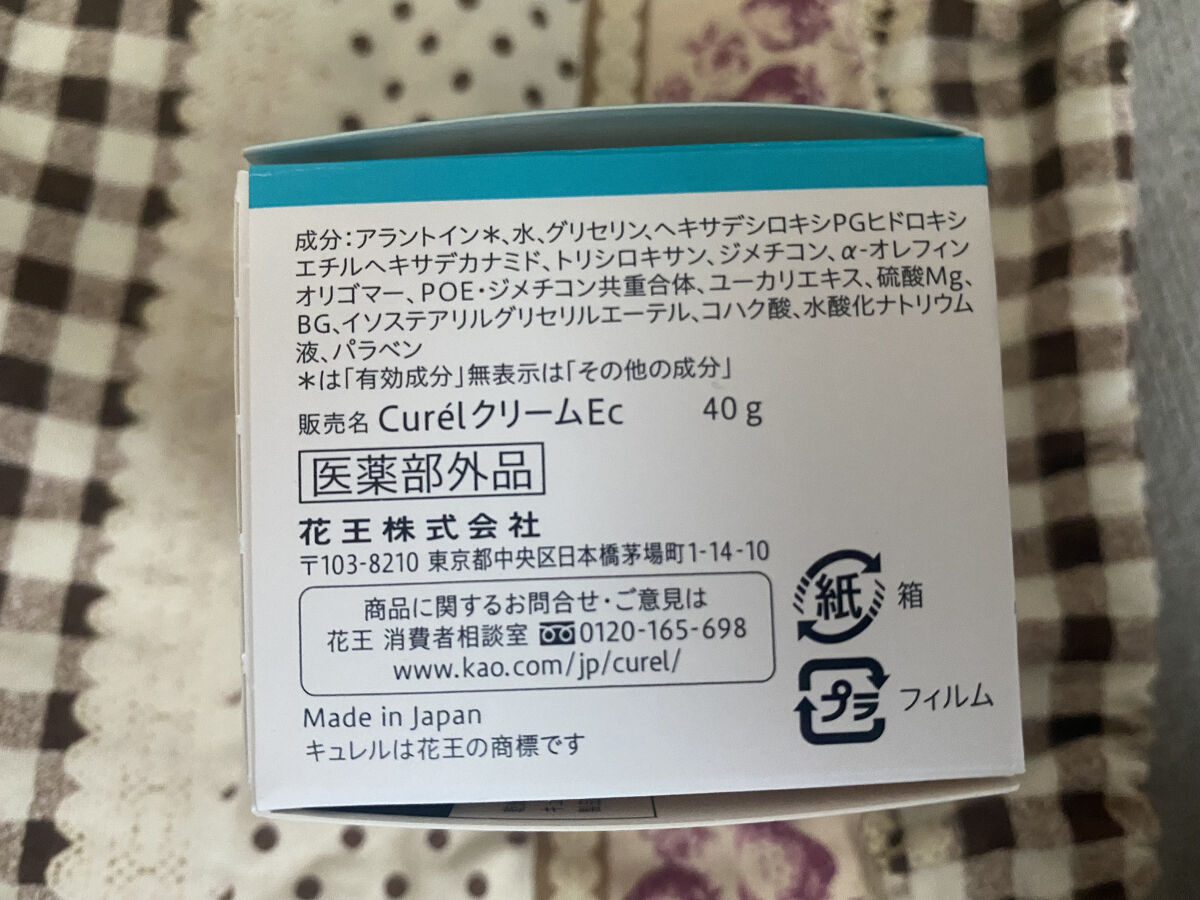 成分：アラントイン＊、水、グリセリン、ヘキサデシロキシPGヒドロキシ
エチルヘキサデカナミド、トリシロキサン、ジメチコン、α-オレフィン
オリゴマー、POE・ジメチコン共重合体、ユーカリエキス、硫酸Mg、
BG、イソステアリルグリセリルエーテル、コハク酸、水酸化ナトリウム
液、パラベン
＊は「有効成分」無表示は「その他の成分」
販売名 CurélクリームEc 40g
医薬部外品
花王株式会社
〒103-8210 東京都中央区日本橋茅場町1-14-10
商品に関するお問合せ・ご意見は
花王 消費者相談室 0120-165-698
www.kao.com/jp/curel/
紙 箱
プラ フィルム
Made in Japan
キュレルは花王の商標です